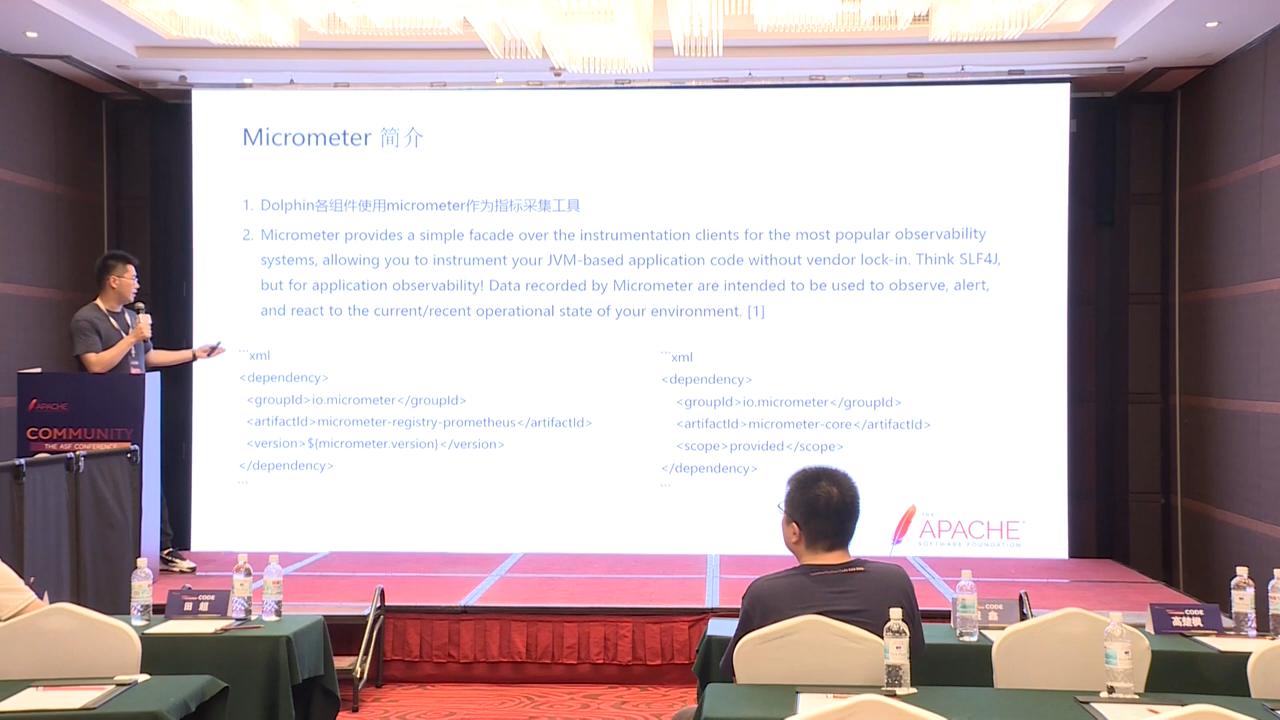 Micrometer 简介
1. Dolphin各组件使用micrometer作为指标采集工具
2. Micrometer provides a simple facade over the instrumentation clients for the most popular observability
systems, allowing you to instrument your JVM-based application code without vendor lock-in. Think SLF4J,
but for application observability! Data recorded by Micrometer are intended to be used to observe, alert,
and react to the current/recent operational state of your environment. [1]
```xml
<dependency>
<groupId>io.micrometer</groupId>
<artifactId>micrometer-registry-prometheus</artifactId>
<version>${micrometer.version}</version>
</dependency>
```
```xml
<dependency>
<groupId>io.micrometer</groupId>
<artifactId>micrometer-core</artifactId>
<scope>provided</scope>
</dependency>
```
THE
APACHE
SOFTWARE FOUNDATION
APACHE
COMMUNITY
THE ASF CONFERENCE
CODE
田超
CODE
鑫
CODE
高楚枫